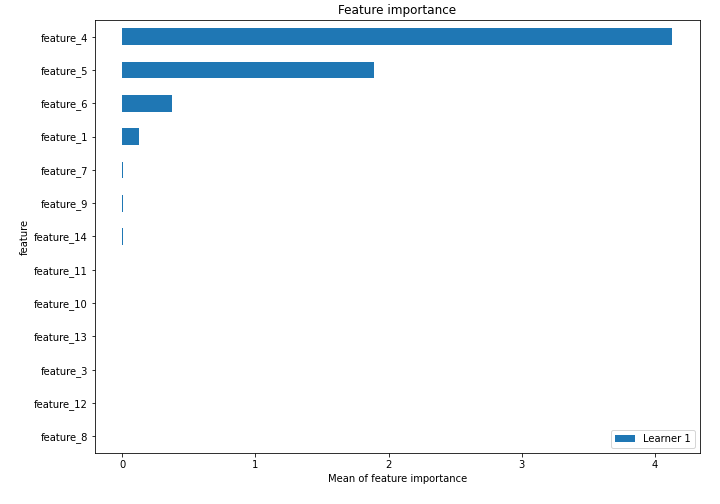 Feature importance
feature_4
feature_5
feature_6
feature_1
feature_7
feature_9
feature_14
feature_11
feature_10
feature_13
feature_3
feature_12
feature_8
feature
Learner 1
0 1 2 3 4
Mean of feature importance